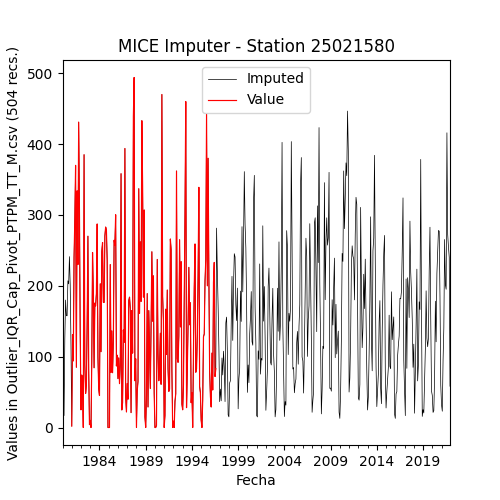 MICE Imputer - Station 25021580
Values in Outlier_IQR_Cap_Pivot_PTPM_TT_M.csv (504 recs.)
500
400
300
200
100
0
Imputed
Value
1984 1989 1994 1999 2004 2009 2014 2019
Fecha